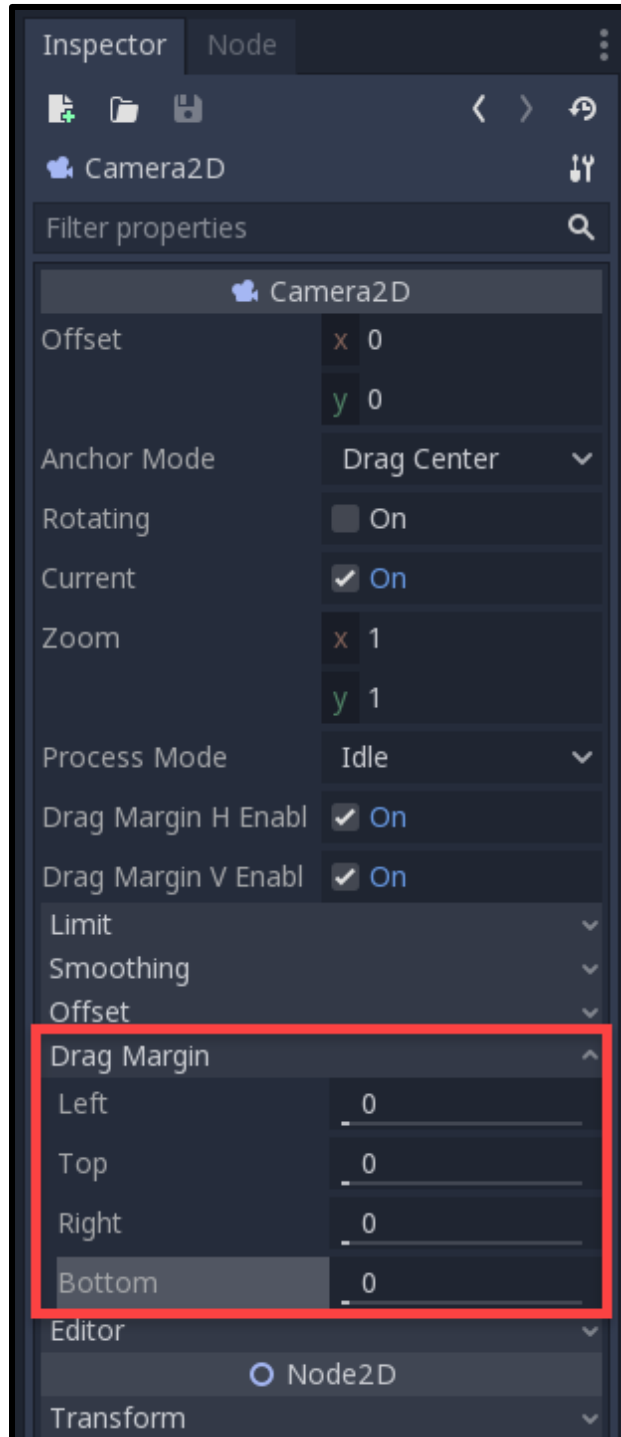 Inspector Node
Camera2D
Filter properties
Camera2D
Offset x 0
y 0
Anchor Mode Drag Center
Rotating On
Current On
Zoom x 1
y 1
Process Mode Idle
Drag Margin H Enabl On
Drag Margin V Enabl On
Limit
Smoothing
Offset
Drag Margin
Left 0
Top 0
Right 0
Bottom 0
Editor
Node2D
Transform